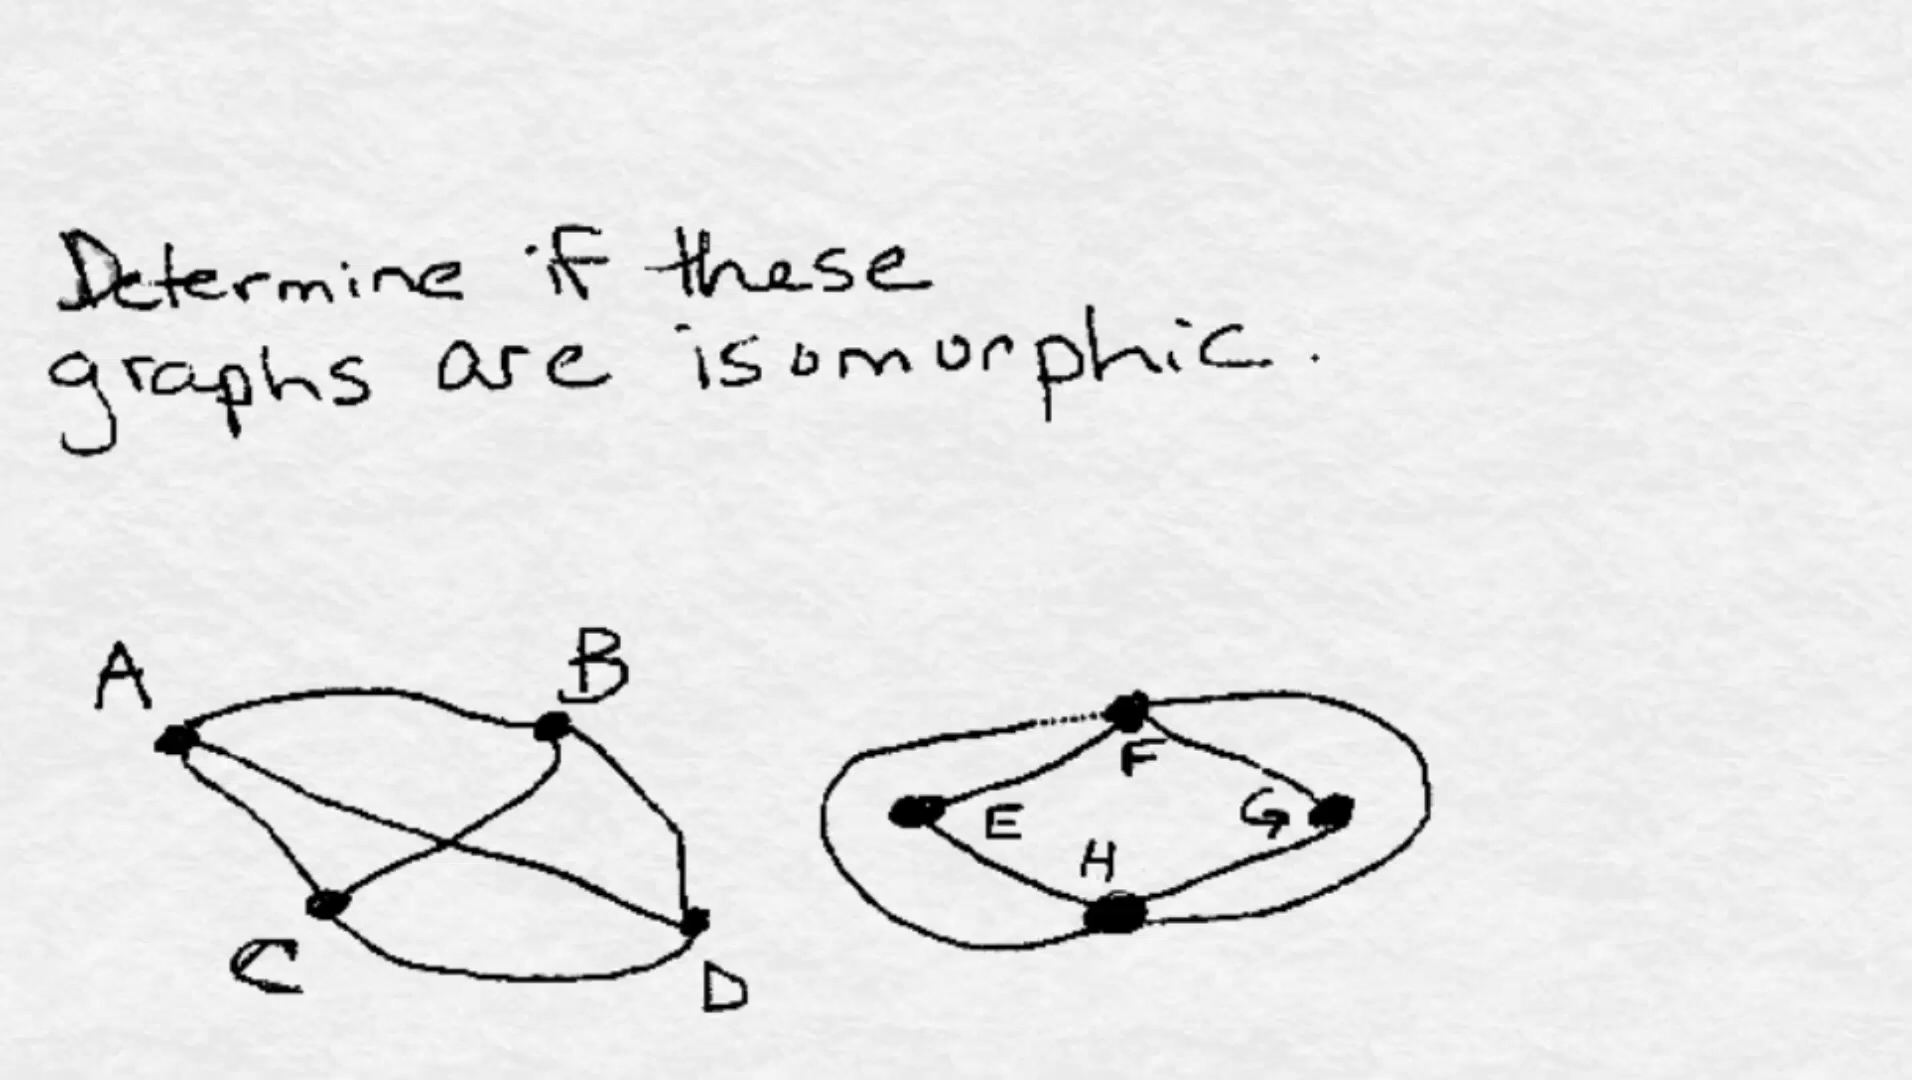 Determine if these
graphs are isomorphic.
A
B
C
D
E
F
G
H